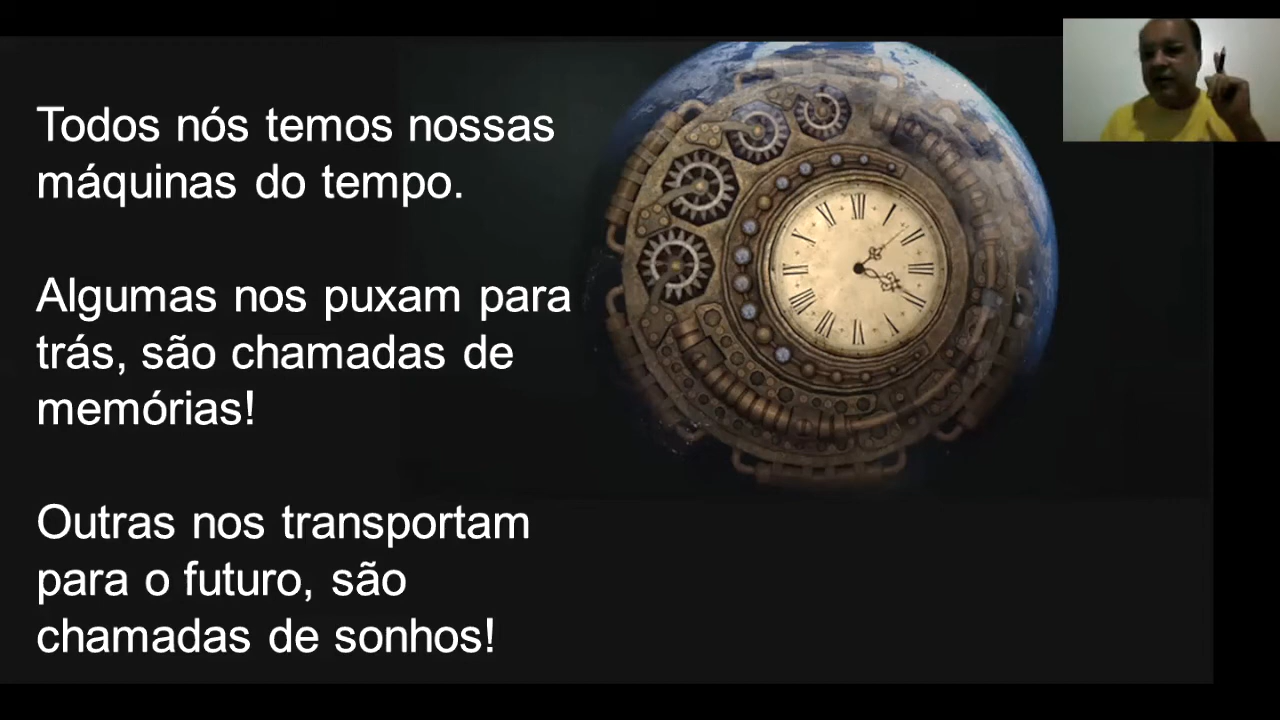 Todos nós temos nossas
máquinas do tempo.
Algumas nos puxam para
trás, são chamadas de
memórias!
Outras nos transportam
para o futuro, são
chamadas de sonhos!